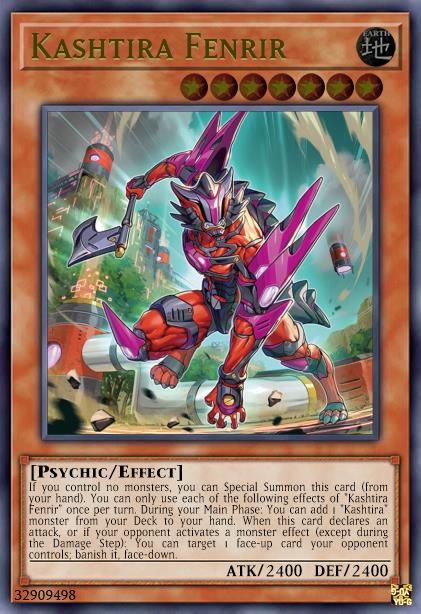 Kashtira Fenrir
EARTH
地
[Psychic/Effect]
If you control no monsters, you can Special Summon this card (from
your hand). You can only use each of the following effects of "Kashtira
Fenrir" once per turn. During your Main Phase: You can add 1 "Kashtira"
monster from your Deck to your hand. When this card declares an
attack, or if your opponent activates a monster effect (except during
the Damage Step): You can target 1 face-up card your opponent
controls; banish it, face-down.
ATK/2400 DEF/2400
32909498